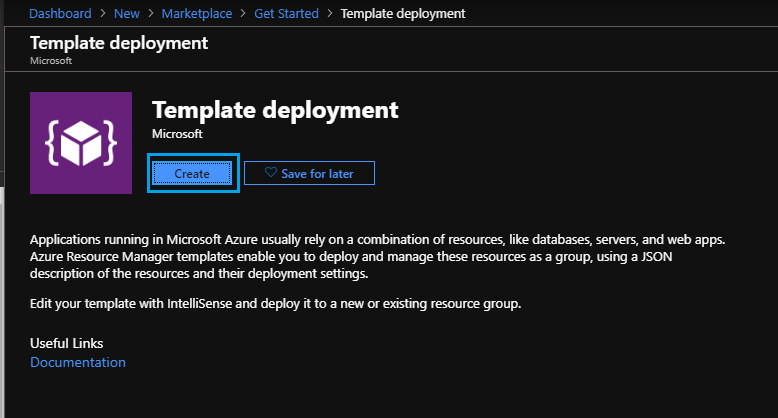 Dashboard > New > Marketplace > Get Started > Template deployment
Template deployment
Microsoft
Template deployment
Microsoft
Create
Save for later
Applications running in Microsoft Azure usually rely on a combination of resources, like databases, servers, and web apps.
Azure Resource Manager templates enable you to deploy and manage these resources as a group, using a JSON
description of the resources and their deployment settings.
Edit your template with IntelliSense and deploy it to a new or existing resource group.
Useful Links
Documentation